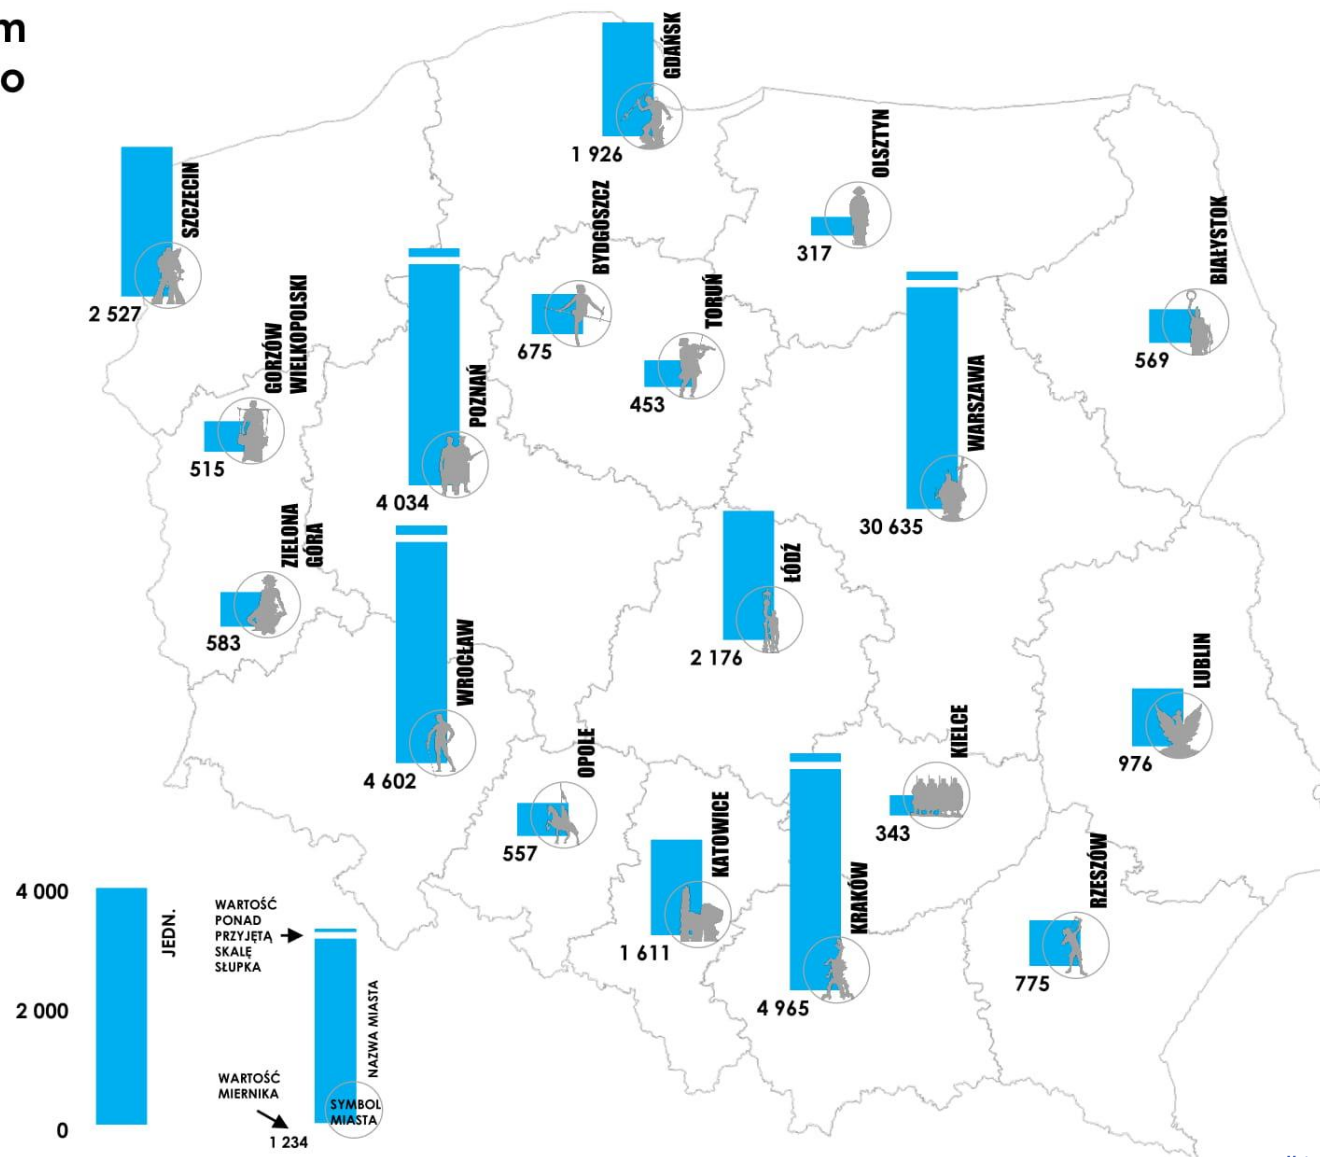 m
o
GDAŃSK
1 926
SZCZECIN
2 527
OLSZTYN
317
BYDGOSZCZ
675
BIAŁYSTOK
569
TORUŃ
453
GORZÓW
WIELKOPOLSKI
515
POZNAŃ
4 034
WARSZAWA
30 635
ZIELONA
GÓRA
583
ŁÓDŹ
2 176
WROCŁAW
4 602
LUBLIN
976
OPOLE
557
KIELCE
343
KATOWICE
1 611
KRAKÓW
4 965
RZESZÓW
775
4 000
2 000
0
JEDN.
WARTOŚĆ
PONAD
PRZYJĘTĄ
SKALĘ
SŁUPKA
NAZWA MIASTA
WARTOŚĆ
MIERNIKA
SYMBOL
MIASTA
1 234